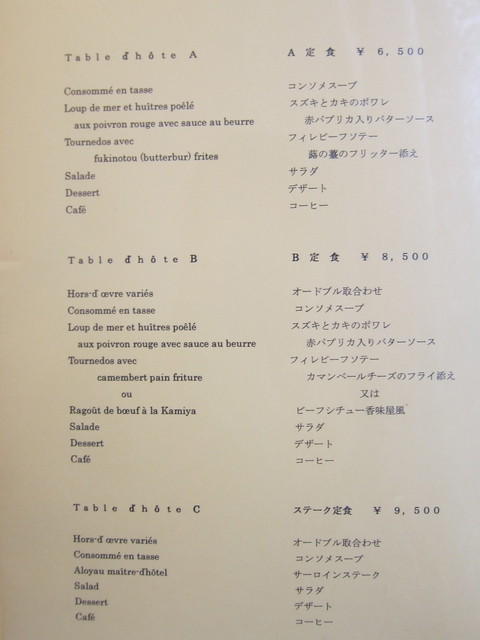 Table d'hôte A A 定食 ¥ 6,500
Consommé en tasse コンソメスープ
Loup de mer et huîtres poêlé スズキとカキのポワレ
aux poivron rouge avec sauce au beurre 赤パプリカ入りバターソース
Tournedos avec フィレビーフソテー
fukinotou (butterbur) frites 蕗の薹のフリッター添え
Salade サラダ
Dessert デザート
Café コーヒー
Table d'hôte B B 定食 ¥ 8,500
Hors-d' œvre variés オードブル取合わせ
Consommé en tasse コンソメスープ
Loup de mer et huîtres poêlé スズキとカキのポワレ
aux poivron rouge avec sauce au beurre 赤パプリカ入りバターソース
Tournedos avec フィレビーフソテー
camembert pain friture カマンベールチーズのフライ添え
ou 又は
Ragoût de bœuf à la Kamiya ビーフシチュー香味屋風
Salade サラダ
Dessert デザート
Café コーヒー
Table d'hôte C ステーク定食 ¥ 9,500
Hors-d' œvre variés オードブル取合わせ
Consommé en tasse コンソメスープ
Aloyau maître-d'hôtel サーロインステーク
Salad サラダ
Dessert デザート
Café コーヒー